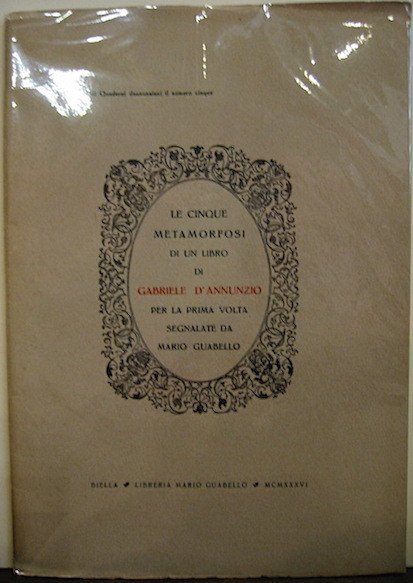 Quaderni dannunziani il numero cinque
LE CINQUE
METAMORFOSI
DI UN LIBRO
DI
GABRIELE D'ANNUNZIO
PER LA PRIMA VOLTA
SEGNALATE DA
MARIO GUABELLO
BIELLA LIBRERIA MARIO GUABELLO MCMXXXVI